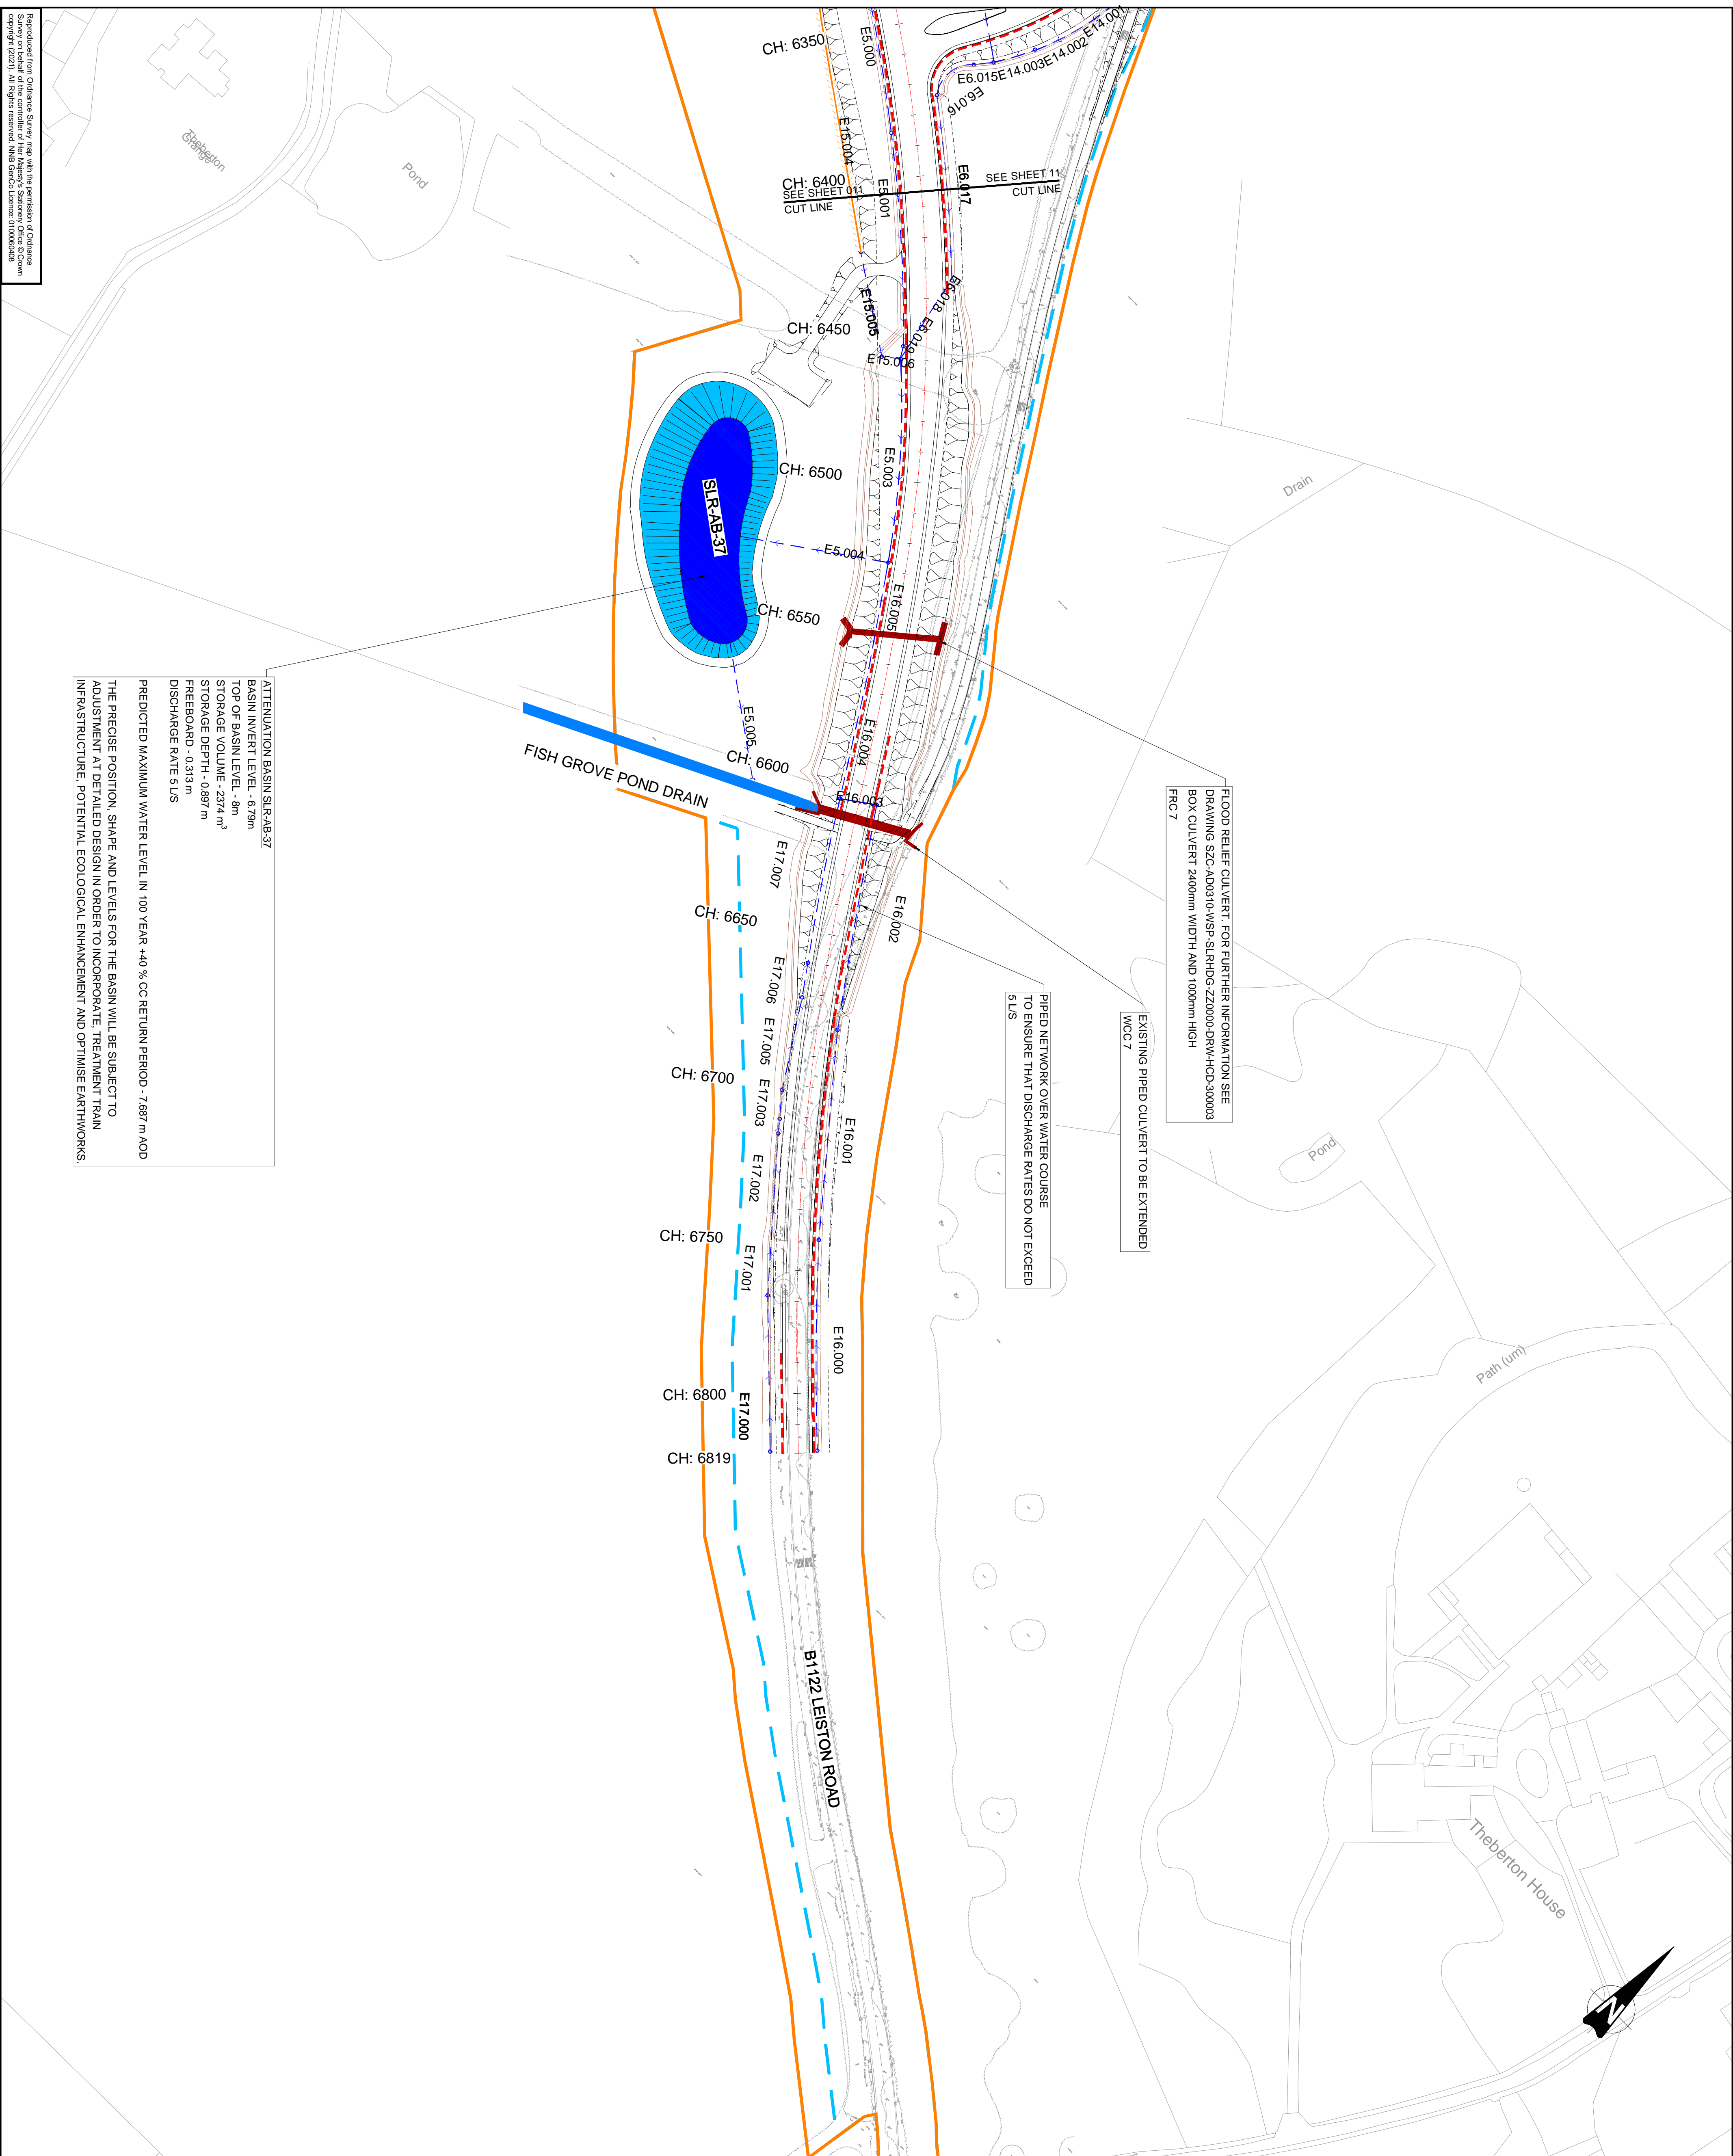 Reproduced from Ordnance Survey map with the permission of Ordnance
Survey on behalf of the controller of Her Majesty's Stationery Office © Crown
copyright (2021). All Rights reserved. NNB GenCo Licence: 0100060408
Theberton
Grange
Pond
CH: 6350
E5.000
E15.004
E14.001
E14.002
E14.003
E6.015
E6.016
CH: 6400
SEE SHEET 011
CUT LINE
E5.001
E6.017
SEE SHEET 11
CUT LINE
E15.005
E6.018
E6.019
CH: 6450
E15.006
E5.003
CH: 6500
SLR-AB-37
E5.004
Drain
CH: 6550
E16.005
E5.005
E16.004
CH: 6600
FISH GROVE POND DRAIN
E16.003
E17.007
E16.002
CH: 6650
E17.006
E17.005
CH: 6700
E17.003
E16.001
E17.002
CH: 6750
E17.001
E16.000
CH: 6800
E17.000
CH: 6819
B1122 LEISTON ROAD
ATTENUATION BASIN SLR-AB-37
BASIN INVERT LEVEL - 6.79m
TOP OF BASIN LEVEL - 8m
STORAGE VOLUME - 2374 m³
STORAGE DEPTH - 0.897 m
FREEBOARD - 0.313 m
DISCHARGE RATE 5 L/S
PREDICTED MAXIMUM WATER LEVEL IN 100 YEAR +40 % CC RETURN PERIOD - 7.687 m AOD
THE PRECISE POSITION, SHAPE AND LEVELS FOR THE BASIN WILL BE SUBJECT TO
ADJUSTMENT AT DETAILED DESIGN IN ORDER TO INCORPORATE, TREATMENT TRAIN
INFRASTRUCTURE, POTENTIAL ECOLOGICAL ENHANCEMENT AND OPTIMISE EARTHWORKS.
FLOOD RELIEF CULVERT. FOR FURTHER INFORMATION SEE
DRAWING SZC-AD0310-WSP-SLRHDG-ZZ0000-DRW-HCD-300003
BOX CULVERT 2400mm WIDTH AND 1000mm HIGH
FRC 7
EXISTING PIPED CULVERT TO BE EXTENDED
WCC 7
PIPED NETWORK OVER WATER COURSE
TO ENSURE THAT DISCHARGE RATES DO NOT EXCEED
5 L/S
Pond
Path (um)
Theberton House
N